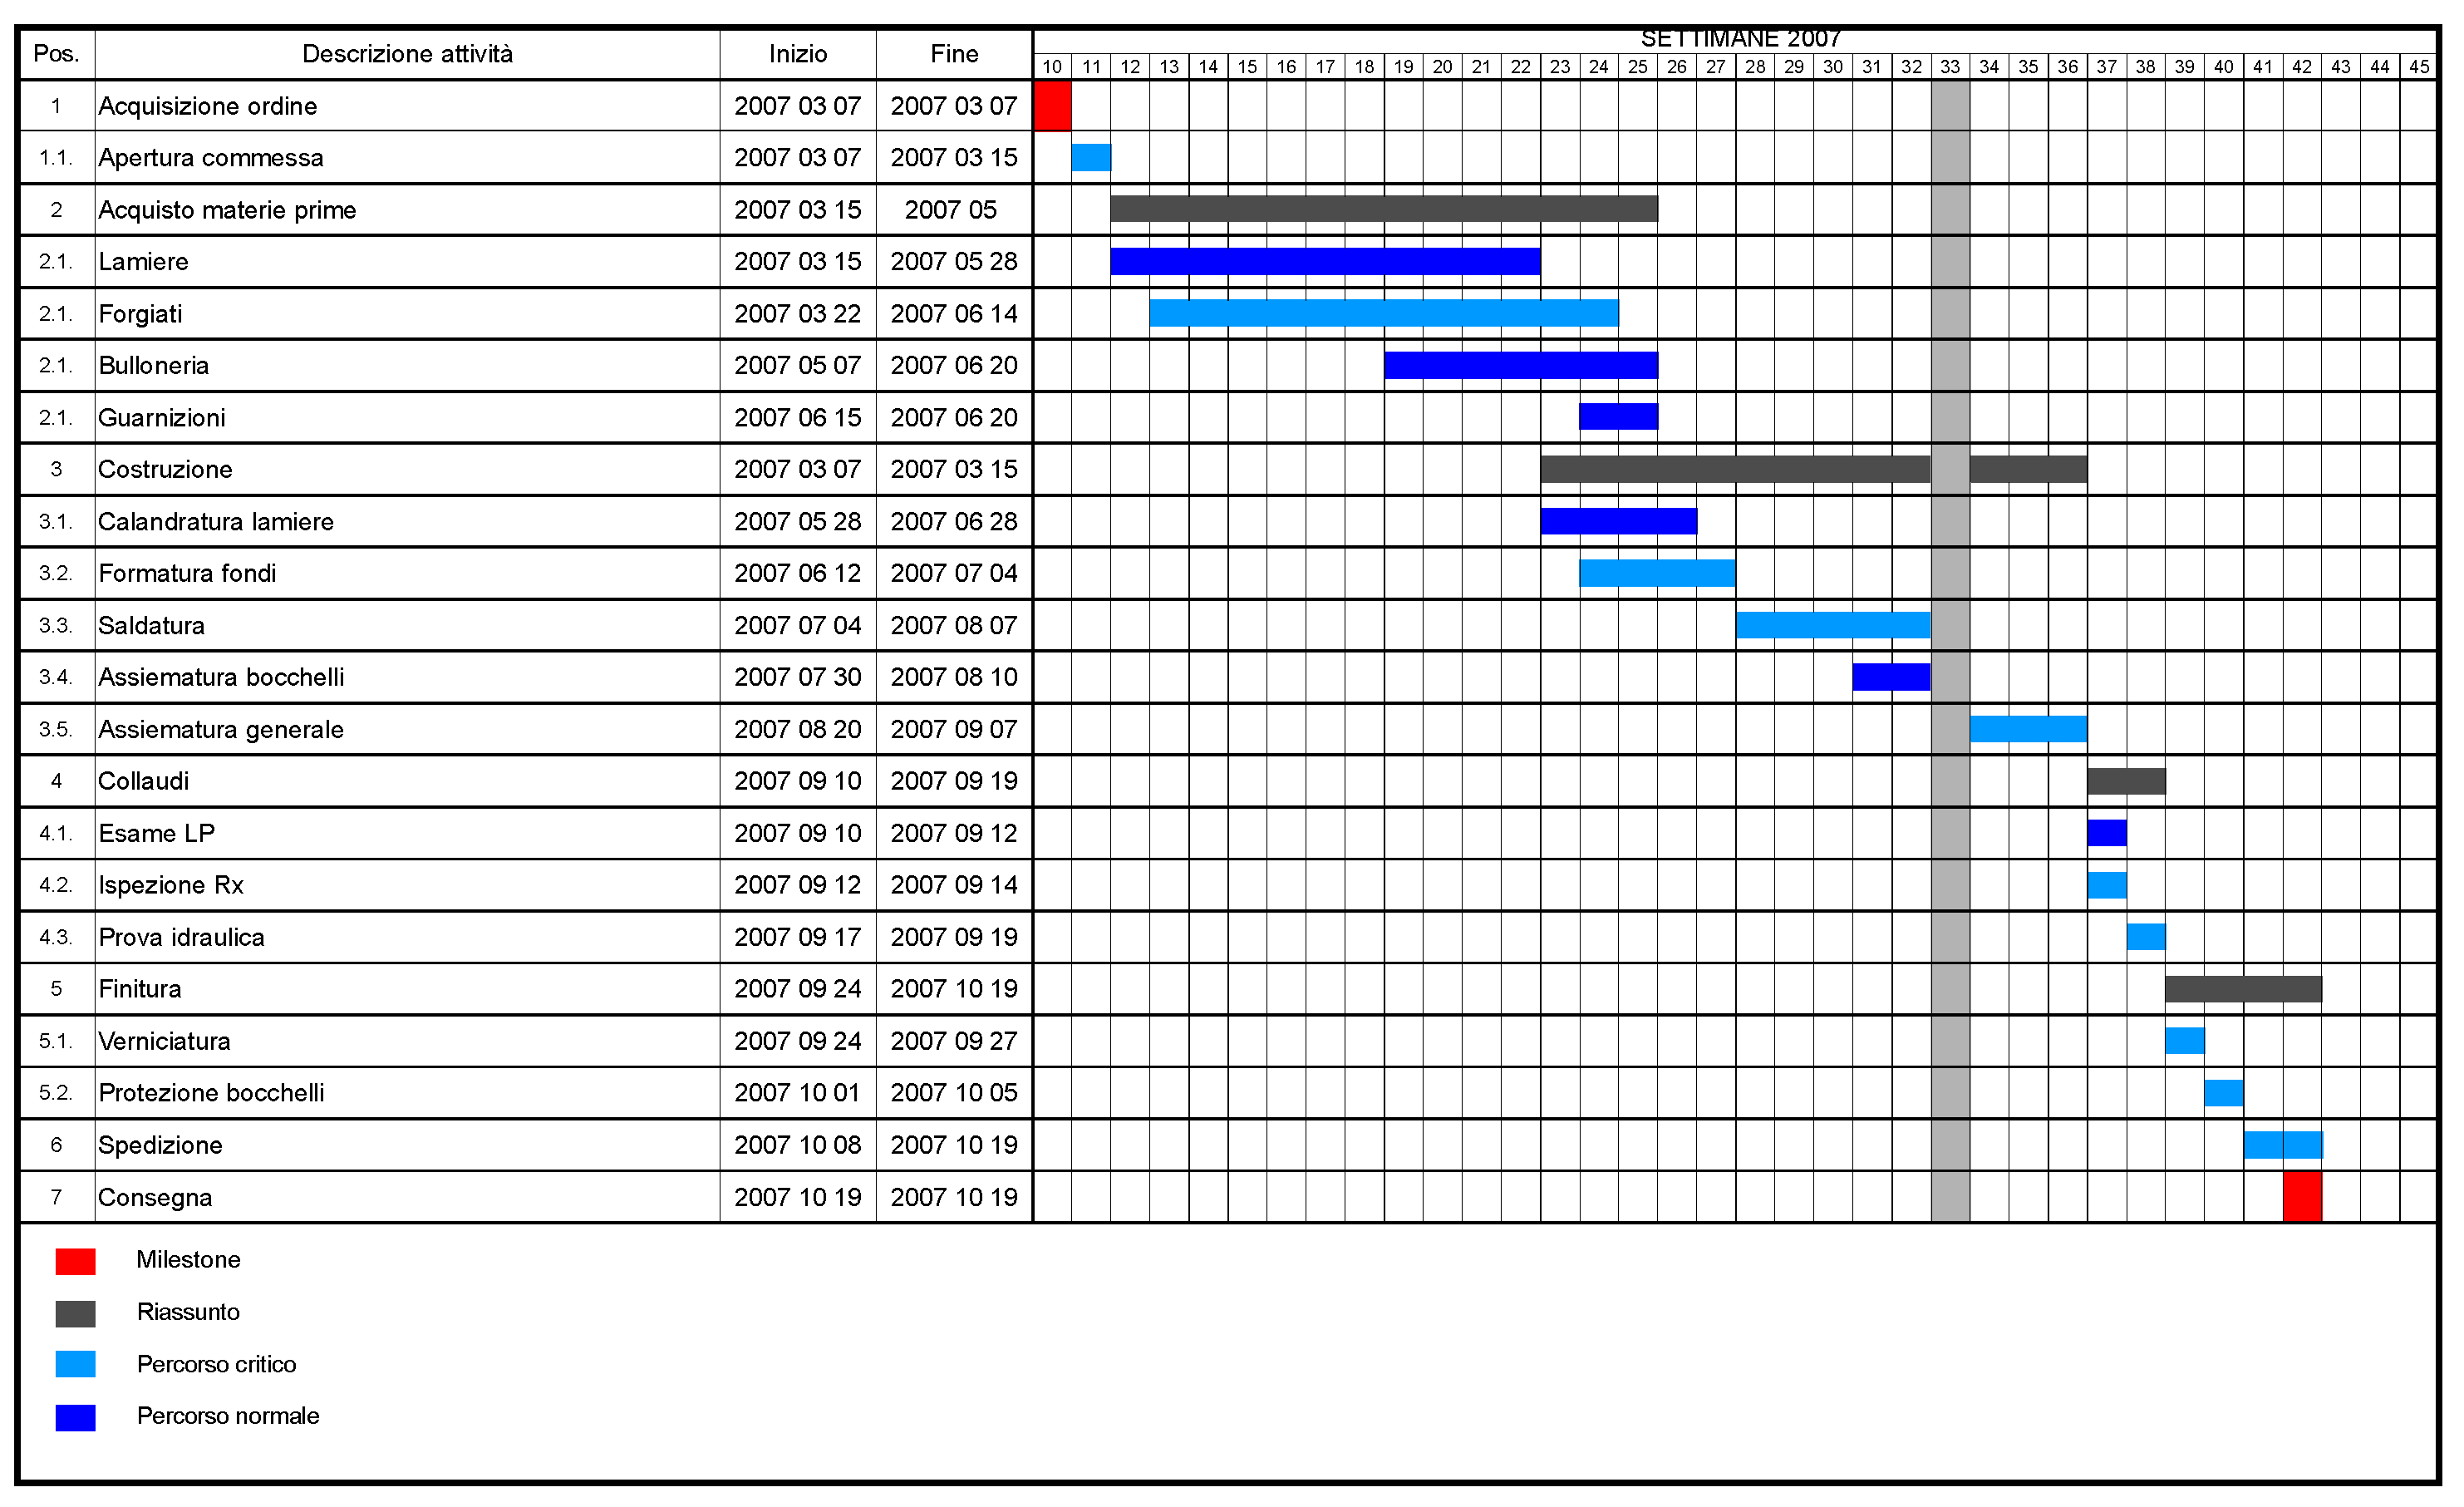 SETTIMANE 2007
Pos. Descrizione attività Inizio Fine
10 11 12 13 14 15 16 17 18 19 20 21 22 23 24 25 26 27 28 29 30 31 32 33 34 35 36 37 38 39 40 41 42 43 44 45
1 Acquisizione ordine 2007 03 07 2007 03 07
1.1. Apertura commessa 2007 03 07 2007 03 15
2 Acquisto materie prime 2007 03 15 2007 05
2.1. Lamiere 2007 03 15 2007 05 28
2.1. Forgiati 2007 03 22 2007 06 14
2.1. Bulloneria 2007 05 07 2007 06 20
2.1. Guarnizioni 2007 06 15 2007 06 20
3 Costruzione 2007 03 07 2007 03 15
3.1. Calandratura lamiere 2007 05 28 2007 06 28
3.2. Formatura fondi 2007 06 12 2007 07 04
3.3. Saldatura 2007 07 04 2007 08 07
3.4. Assiematura bocchelli 2007 07 30 2007 08 10
3.5. Assiematura generale 2007 08 20 2007 09 07
4 Collaudi 2007 09 10 2007 09 19
4.1. Esame LP 2007 09 10 2007 09 12
4.2. Ispezione Rx 2007 09 12 2007 09 14
4.3. Prova idraulica 2007 09 17 2007 09 19
5 Finitura 2007 09 24 2007 10 19
5.1. Verniciatura 2007 09 24 2007 09 27
5.2. Protezione bocchelli 2007 10 01 2007 10 05
6 Spedizione 2007 10 08 2007 10 19
7 Consegna 2007 10 19 2007 10 19
Milestone
Riassunto
Percorso critico
Percorso normale